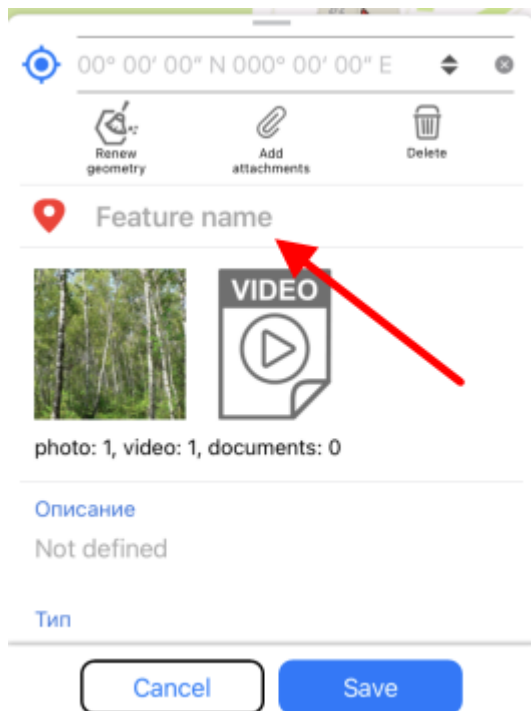 00° 00′ 00″ N 000° 00′ 00″ E
Renew
geometry
Add
attachments
Delete
Feature name
VIDEO
photo: 1, video: 1, documents: 0
Описание
Not defined
Тип
Cancel
Save